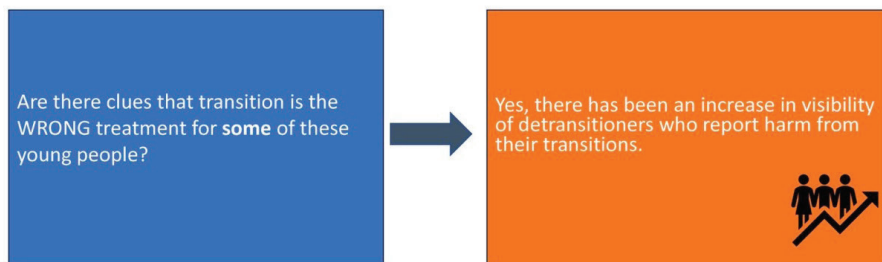 Are there clues that transition is the
WRONG treatment for some of these
young people?
Yes, there has been an increase in visibility
of detransitioners who report harm from
their transitions.